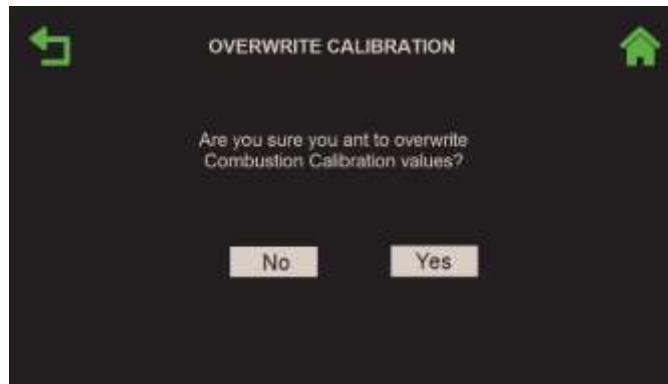 OVERWRITE CALIBRATION
Are you sure you ant to overwrite
Combustion Calibration values?
No
Yes